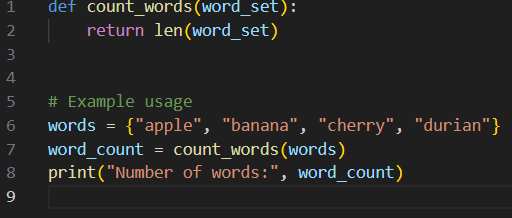 1 def count_words(word_set):
2     return len(word_set)
3
4
5 # Example usage
6 words = {"apple", "banana", "cherry", "durian"}
7 word_count = count_words(words)
8 print("Number of words:", word_count)
9